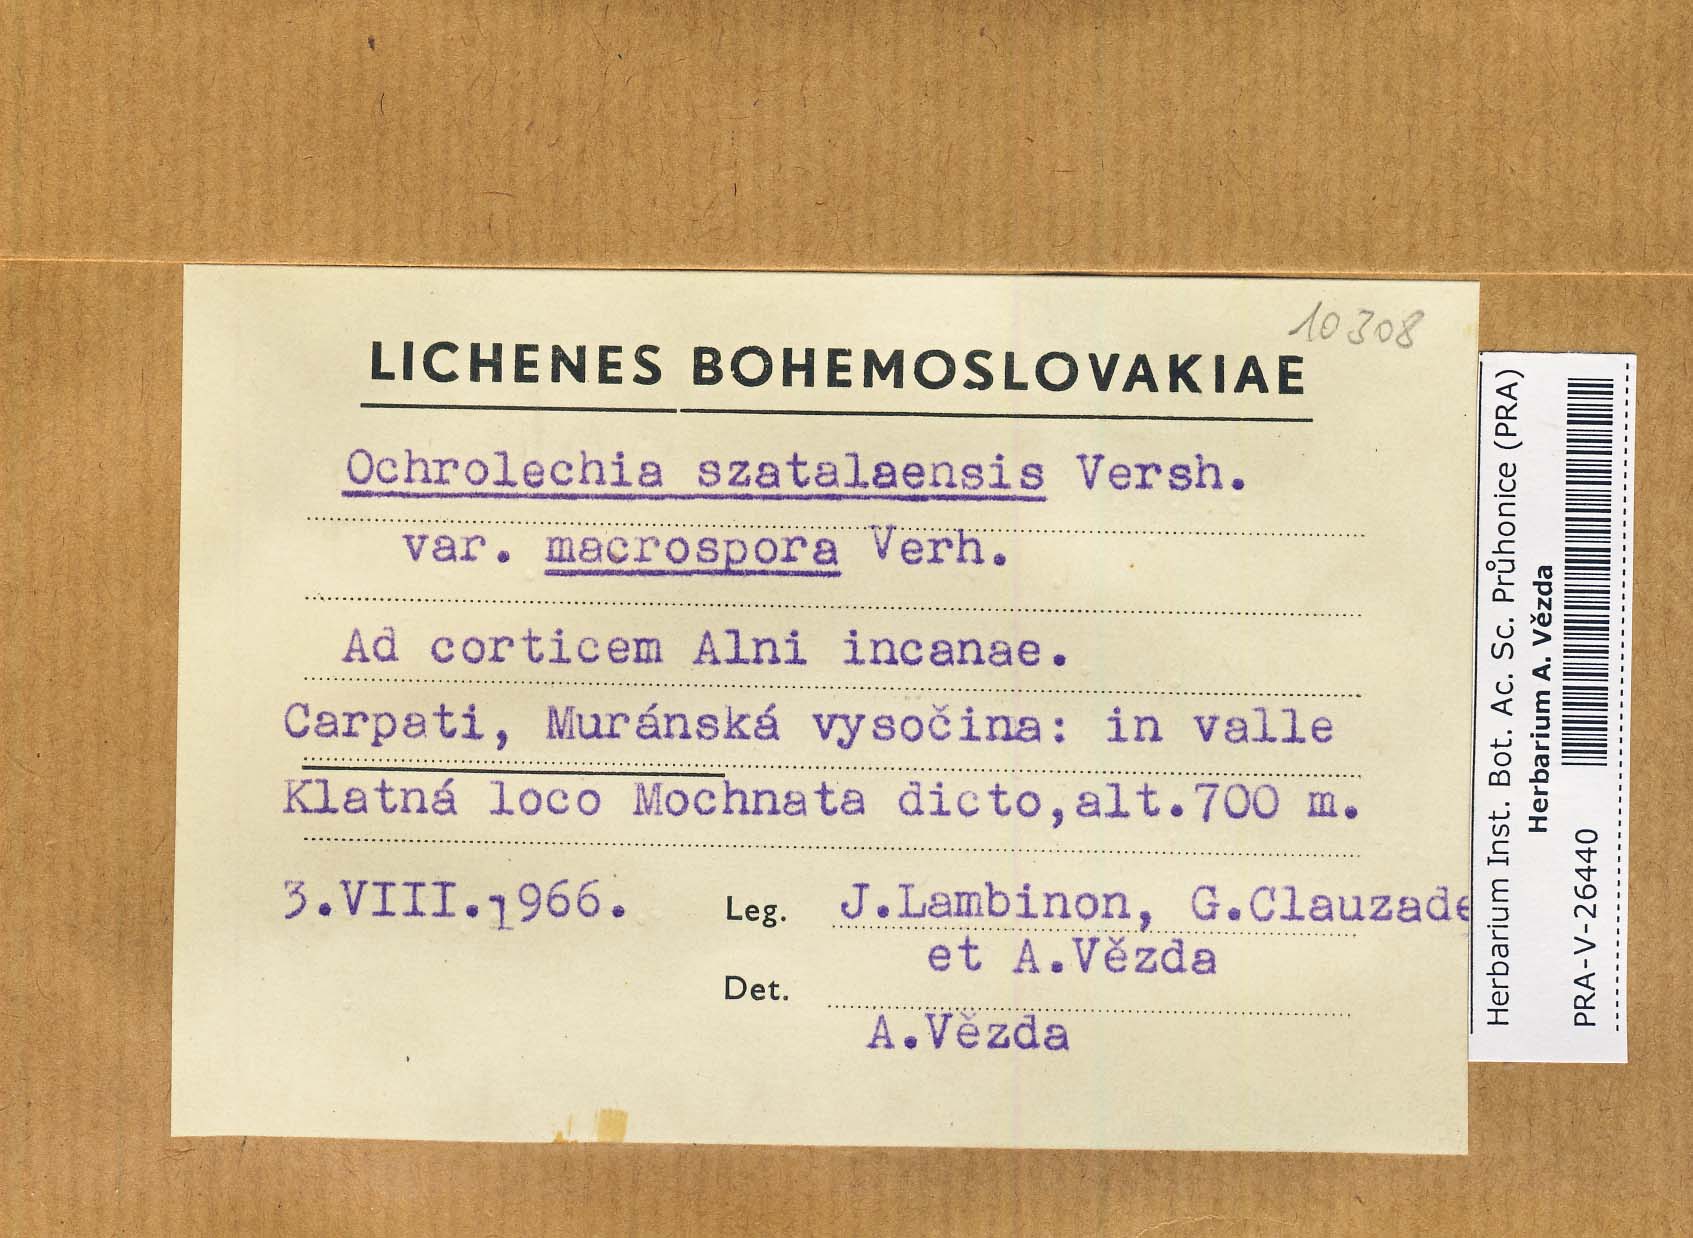 10308
LICHENES BOHEMOSLOVAKIAE
Ochrolechia szatalaensis Versh.
var. macrospora Verh.
Ad corticem Alni incanae.
Carpati, Muránská vysočina: in valle
Klatná loco Mochnata dicto, alt. 700 m.
3.VIII.1966. Leg. J.Lambinon, G.Clauzade
et A.Vězda
Det.
A.Vězda
Herbarium Inst. Bot. Ac. Sc. Průhonice (PRA)
Herbarium A. Vězda
PRA-V-26440